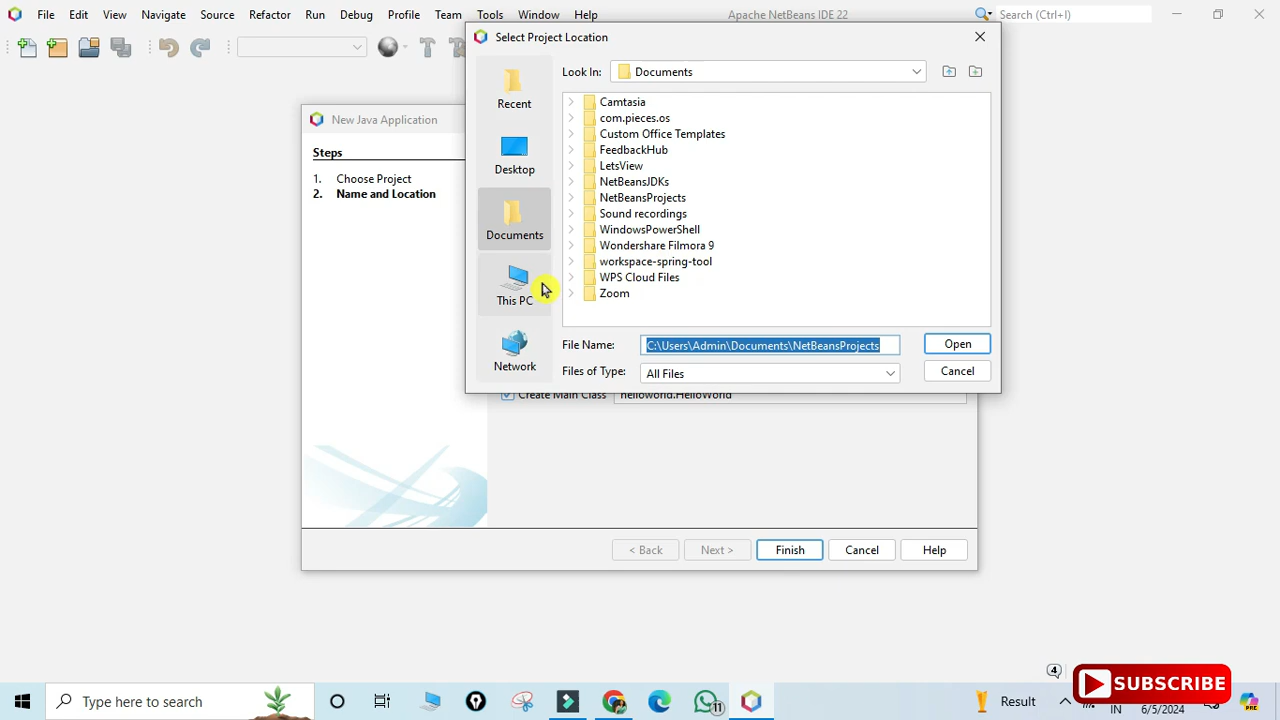 File Edit View Navigate Source Refactor Run Debug Profile Team Tools Window Help Apache NetBeans IDE 22 Search (Ctrl+I)
Select Project Location
Look In: Documents
Recent
Desktop
Documents
This PC
Network
Camtasia
com.pieces.os
Custom Office Templates
FeedbackHub
LetsView
NetBeansJDKs
NetBeansProjects
Sound recordings
WindowsPowerShell
Wondershare Filmora 9
workspace-spring-tool
WPS Cloud Files
Zoom
File Name: C:\Users\Admin\Documents\NetBeansProjects Open
Files of Type: All Files Cancel
New Java Application
Steps
1. Choose Project
2. Name and Location
Create Main Class helloworld.HelloWorld
< Back Next > Finish Cancel Help
4
SUBSCRIBE
Type here to search
11
Result
IN 6/5/2024
PRE